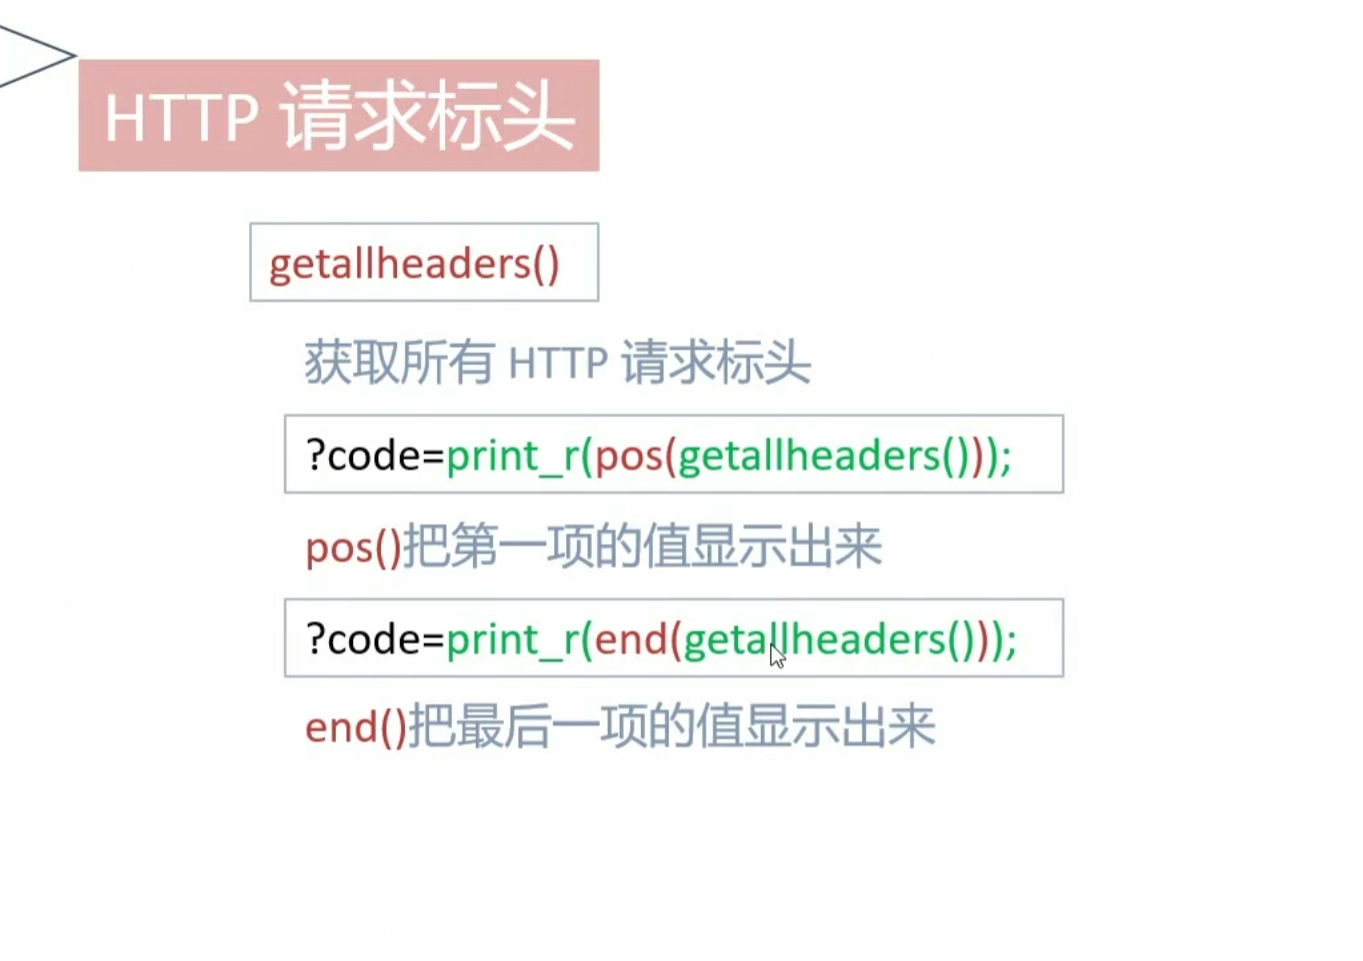 HTTP 请求标头
getallheaders()
获取所有 HTTP 请求标头
?code=print_r(pos(getallheaders()));
pos()把第一项的值显示出来
?code=print_r(end(getallheaders()));
end()把最后一项的值显示出来